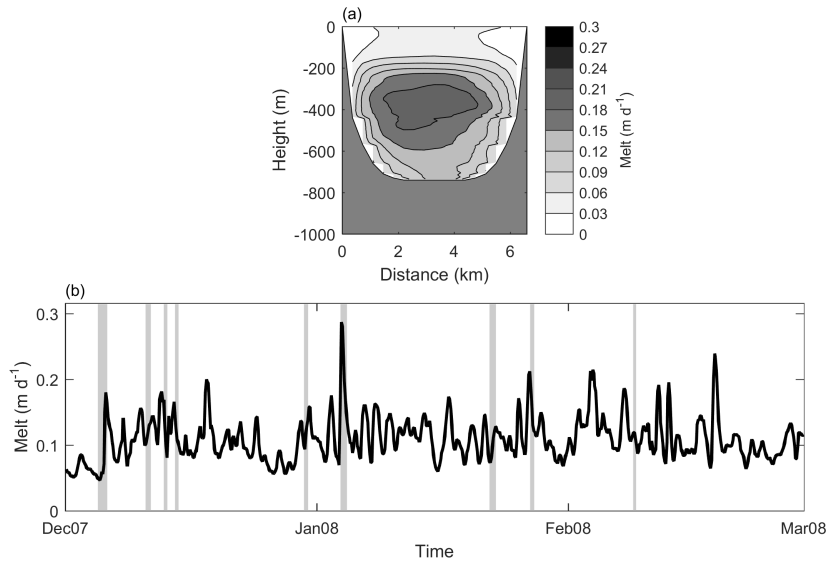 (a)
0
-200
-400
-600
-800
-1000
Height (m)
0
2
4
6
Distance (km)
0.3
0.27
0.24
0.21
0.18
0.15
0.12
0.09
0.06
0.03
0
Melt (m d⁻¹)
(b)
0.3
0.2
0.1
0
Melt (m d⁻¹)
Dec07
Jan08
Feb08
Mar08
Time